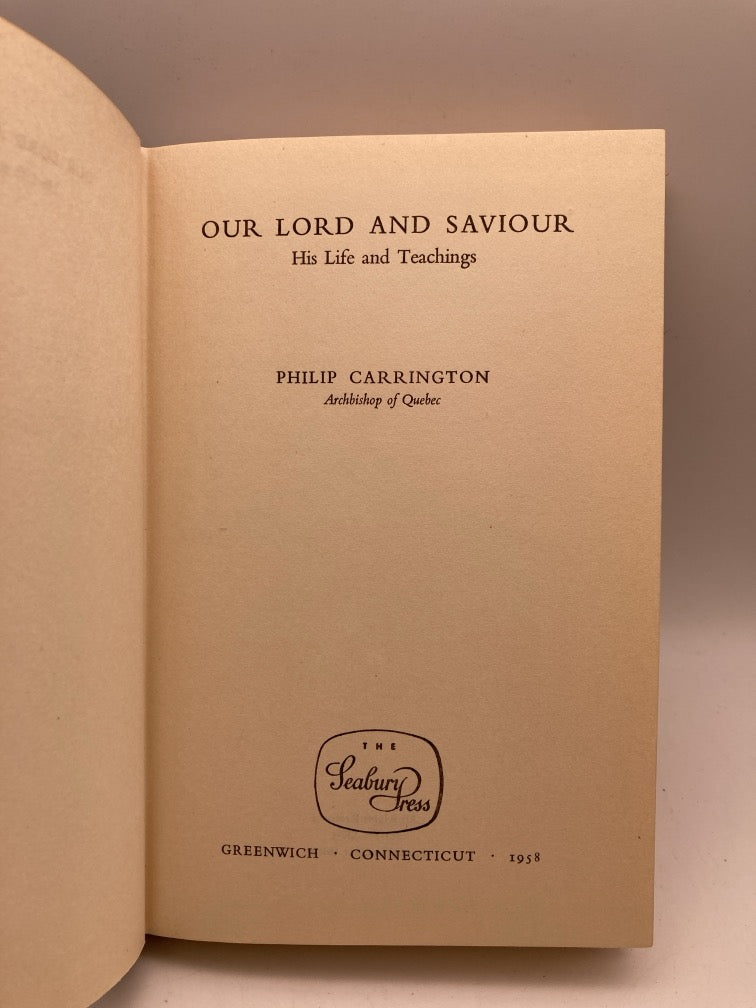 OUR LORD AND SAVIOUR
His Life and Teachings
PHILIP CARRINGTON
Archbishop of Quebec
THE
Seabury
Press
GREENWICH · CONNECTICUT · 1958